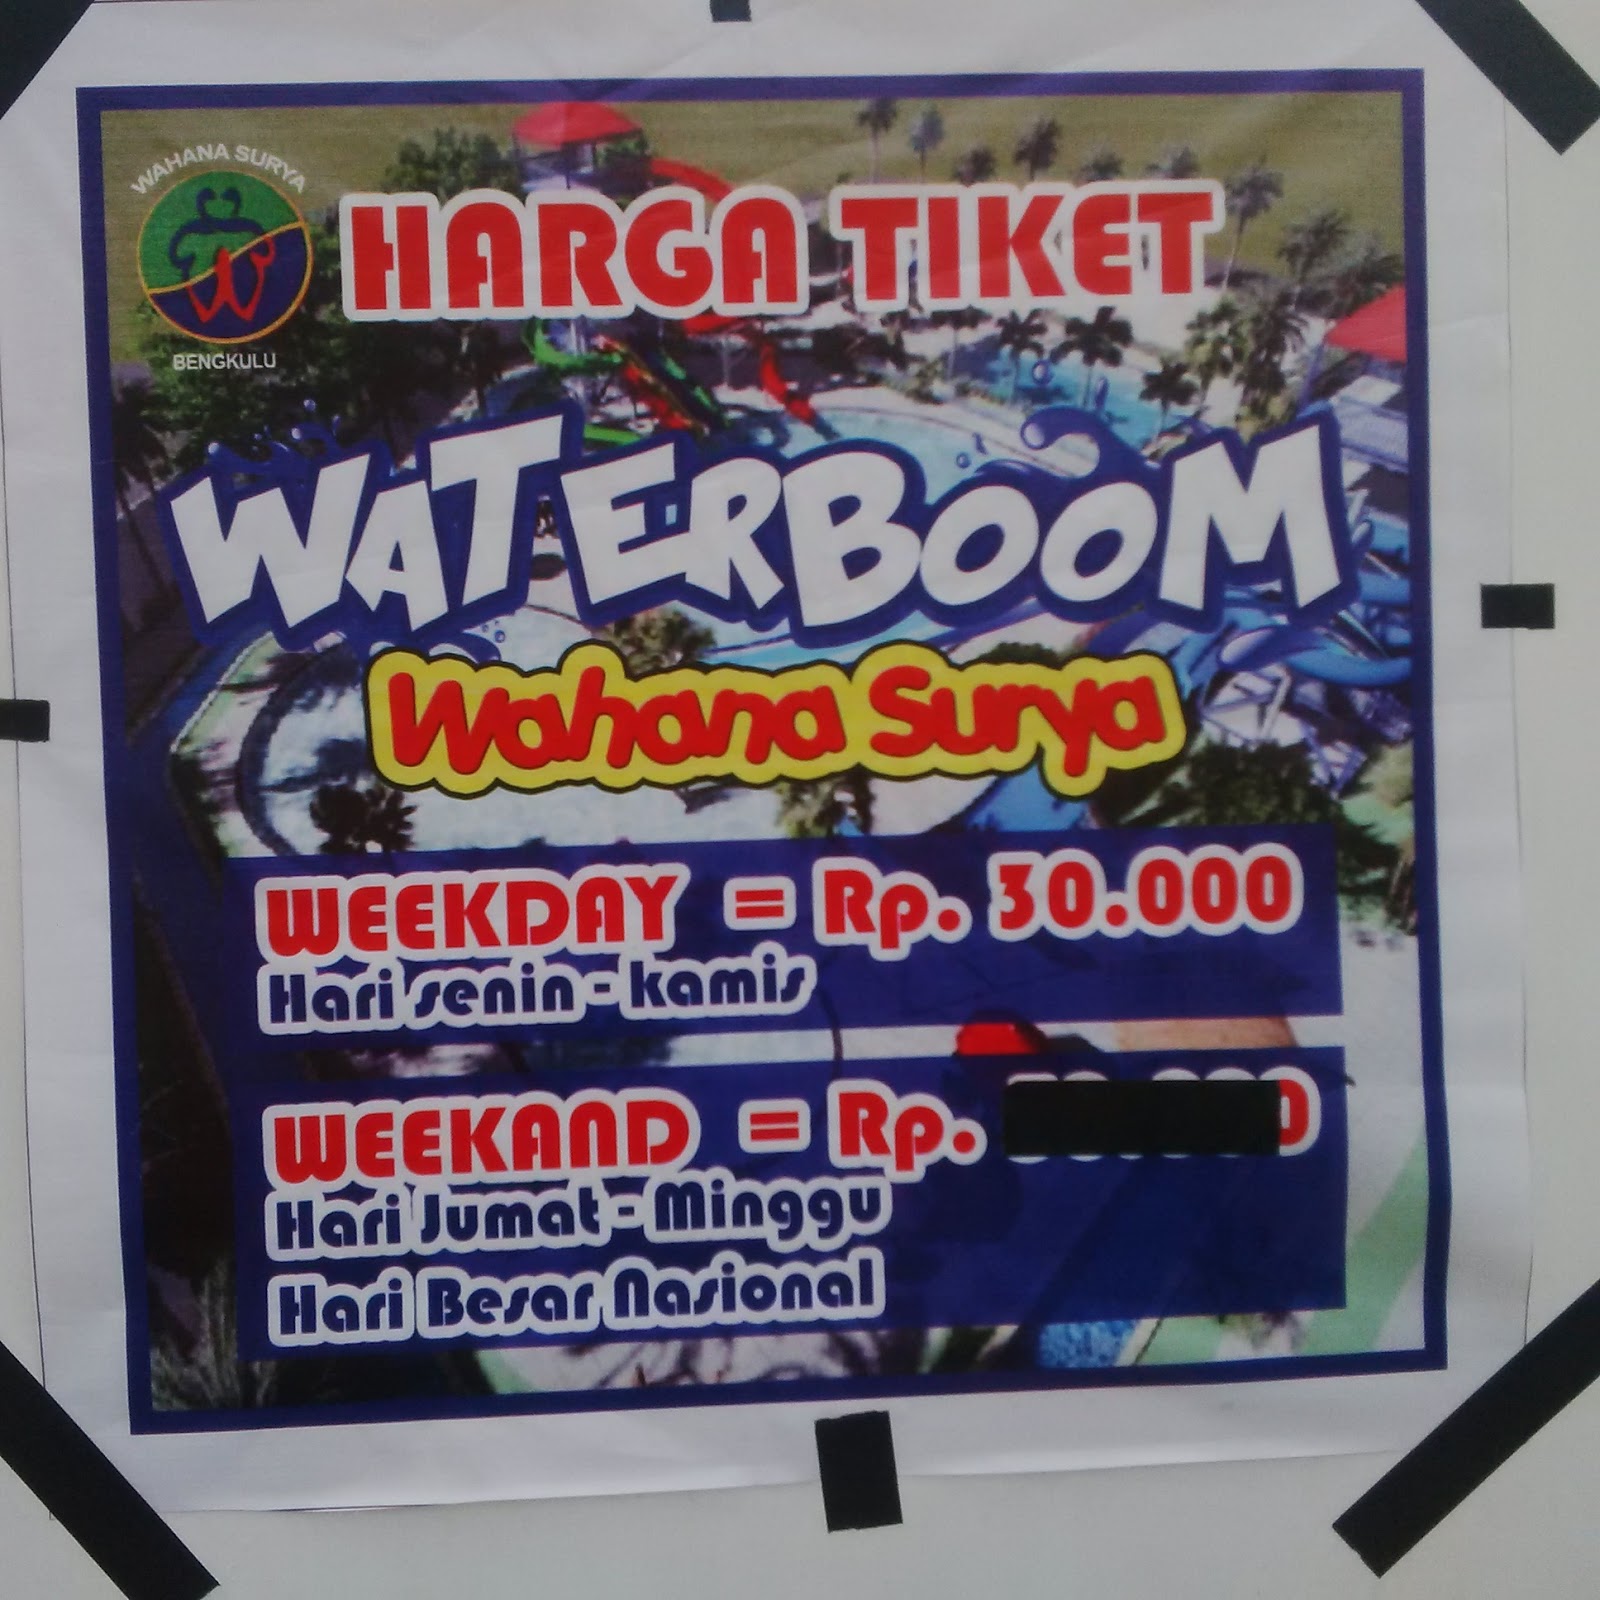 WAHANA SURYA
BENGKULU
HARGA TIKET
WATERBOOM
Wahana Surya
WEEKDAY = Rp. 30.000
Hari senin - kamis
WEEKAND = Rp.
Hari Jumat - Minggu
Hari Besar Nasional